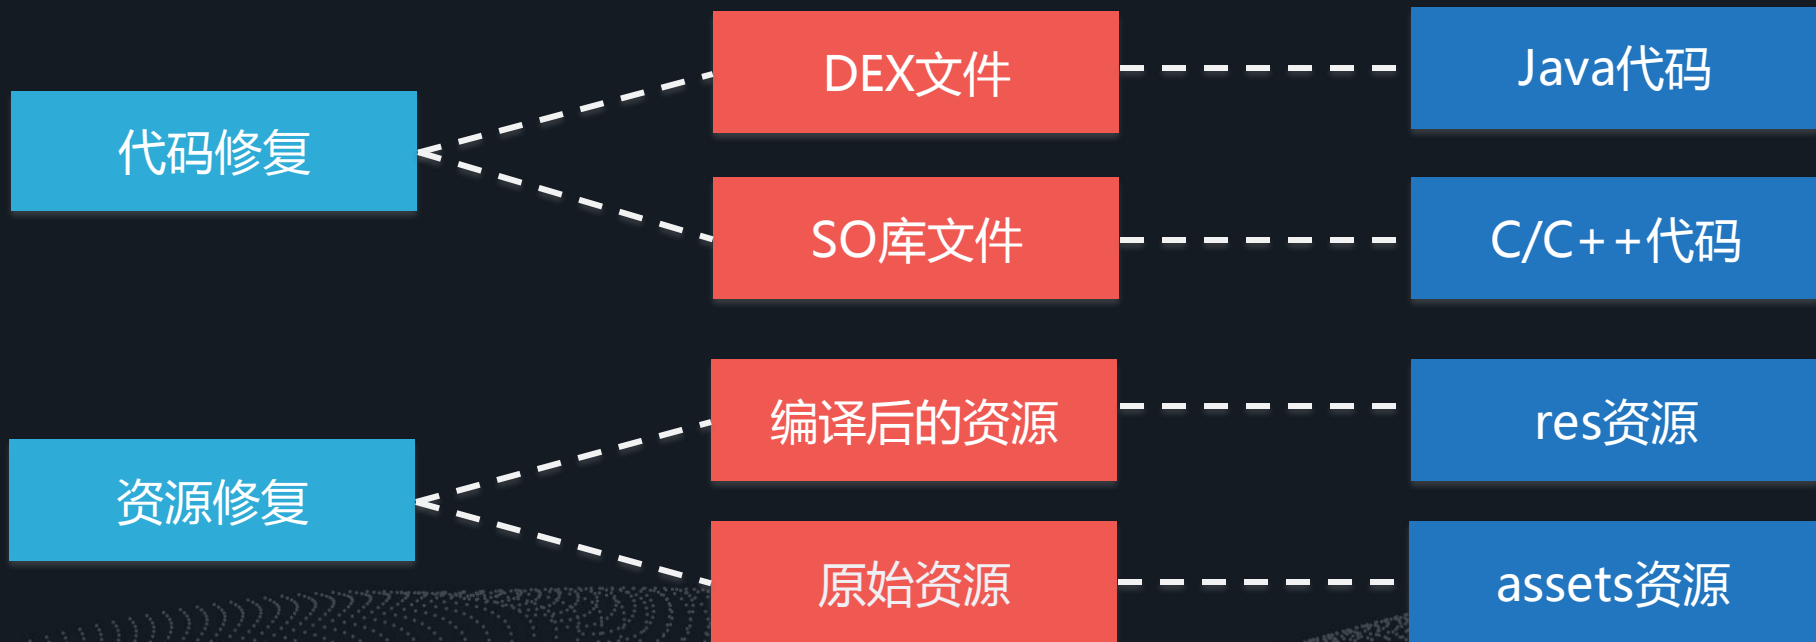 代码修复
DEX文件
Java代码
SO库文件
C/C++代码
资源修复
编译后的资源
res资源
原始资源
assets资源